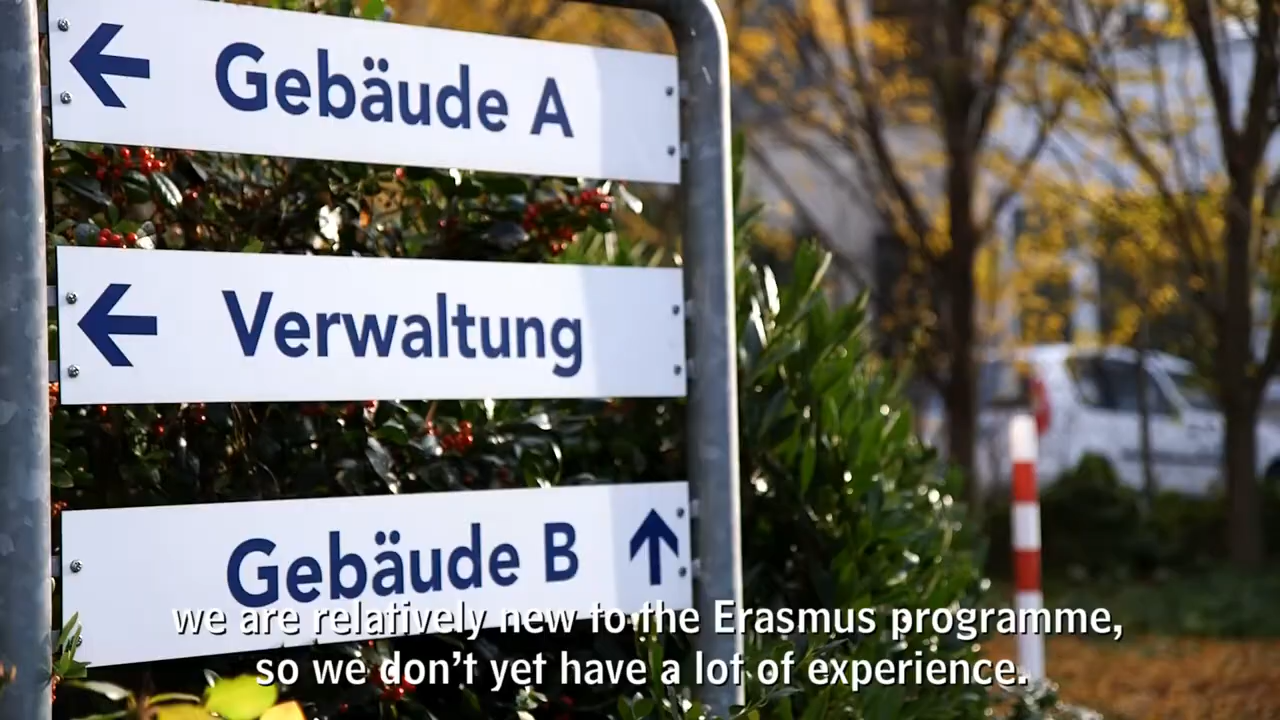 Gebäude A
Verwaltung
Gebäude B
we are relatively new to the Erasmus programme,
so we don't yet have a lot of experience.